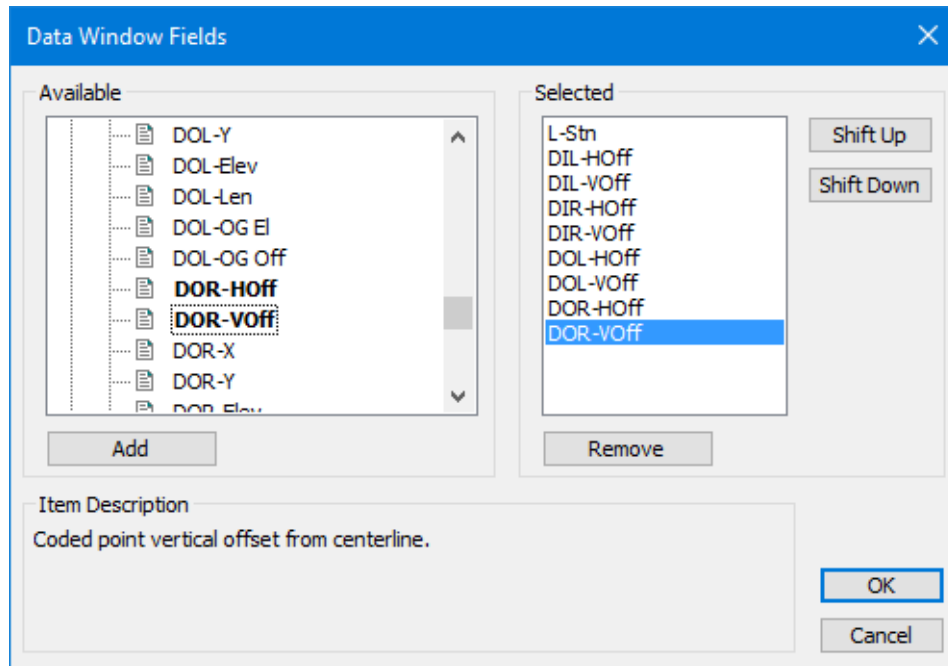 Data Window Fields
Available
DOL-Y
DOL-Elev
DOL-Len
DOL-OG El
DOL-OG Off
DOR-HOff
DOR-VOff
DOR-X
DOR-Y
DOR-Elev
Add
Selected
L-Stn
DIL-HOff
DIL-VOff
DIR-HOff
DIR-VOff
DOL-HOff
DOL-VOff
DOR-HOff
DOR-VOff
Remove
Shift Up
Shift Down
Item Description
Coded point vertical offset from centerline.
OK
Cancel